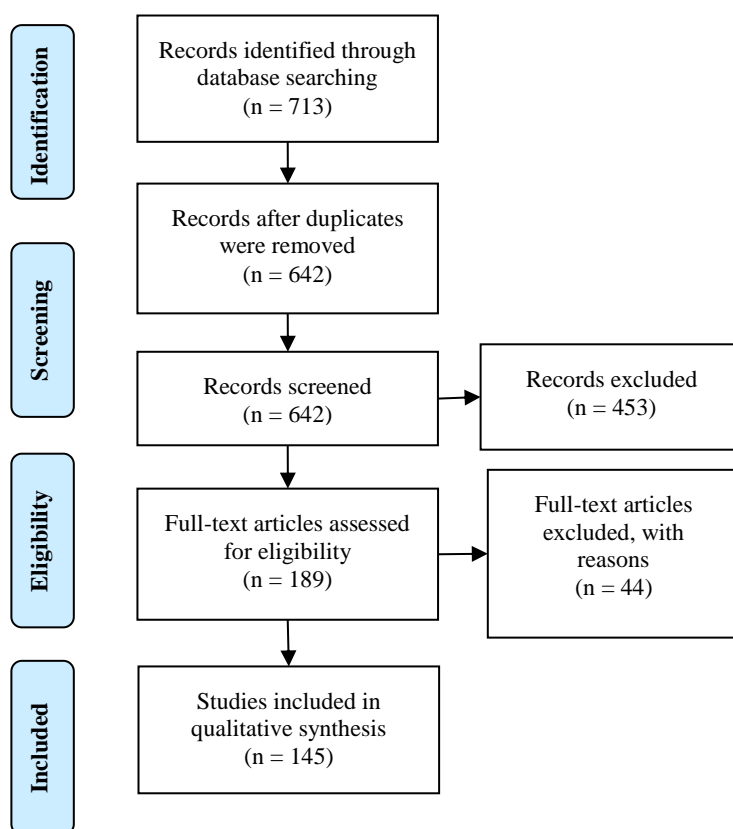 Identification
Records identified through
database searching
(n = 713)
Records after duplicates
were removed
(n = 642)
Screening
Records screened
(n = 642)
Records excluded
(n = 453)
Eligibility
Full-text articles assessed
for eligibility
(n = 189)
Full-text articles
excluded, with
reasons
(n = 44)
Included
Studies included in
qualitative synthesis
(n = 145)